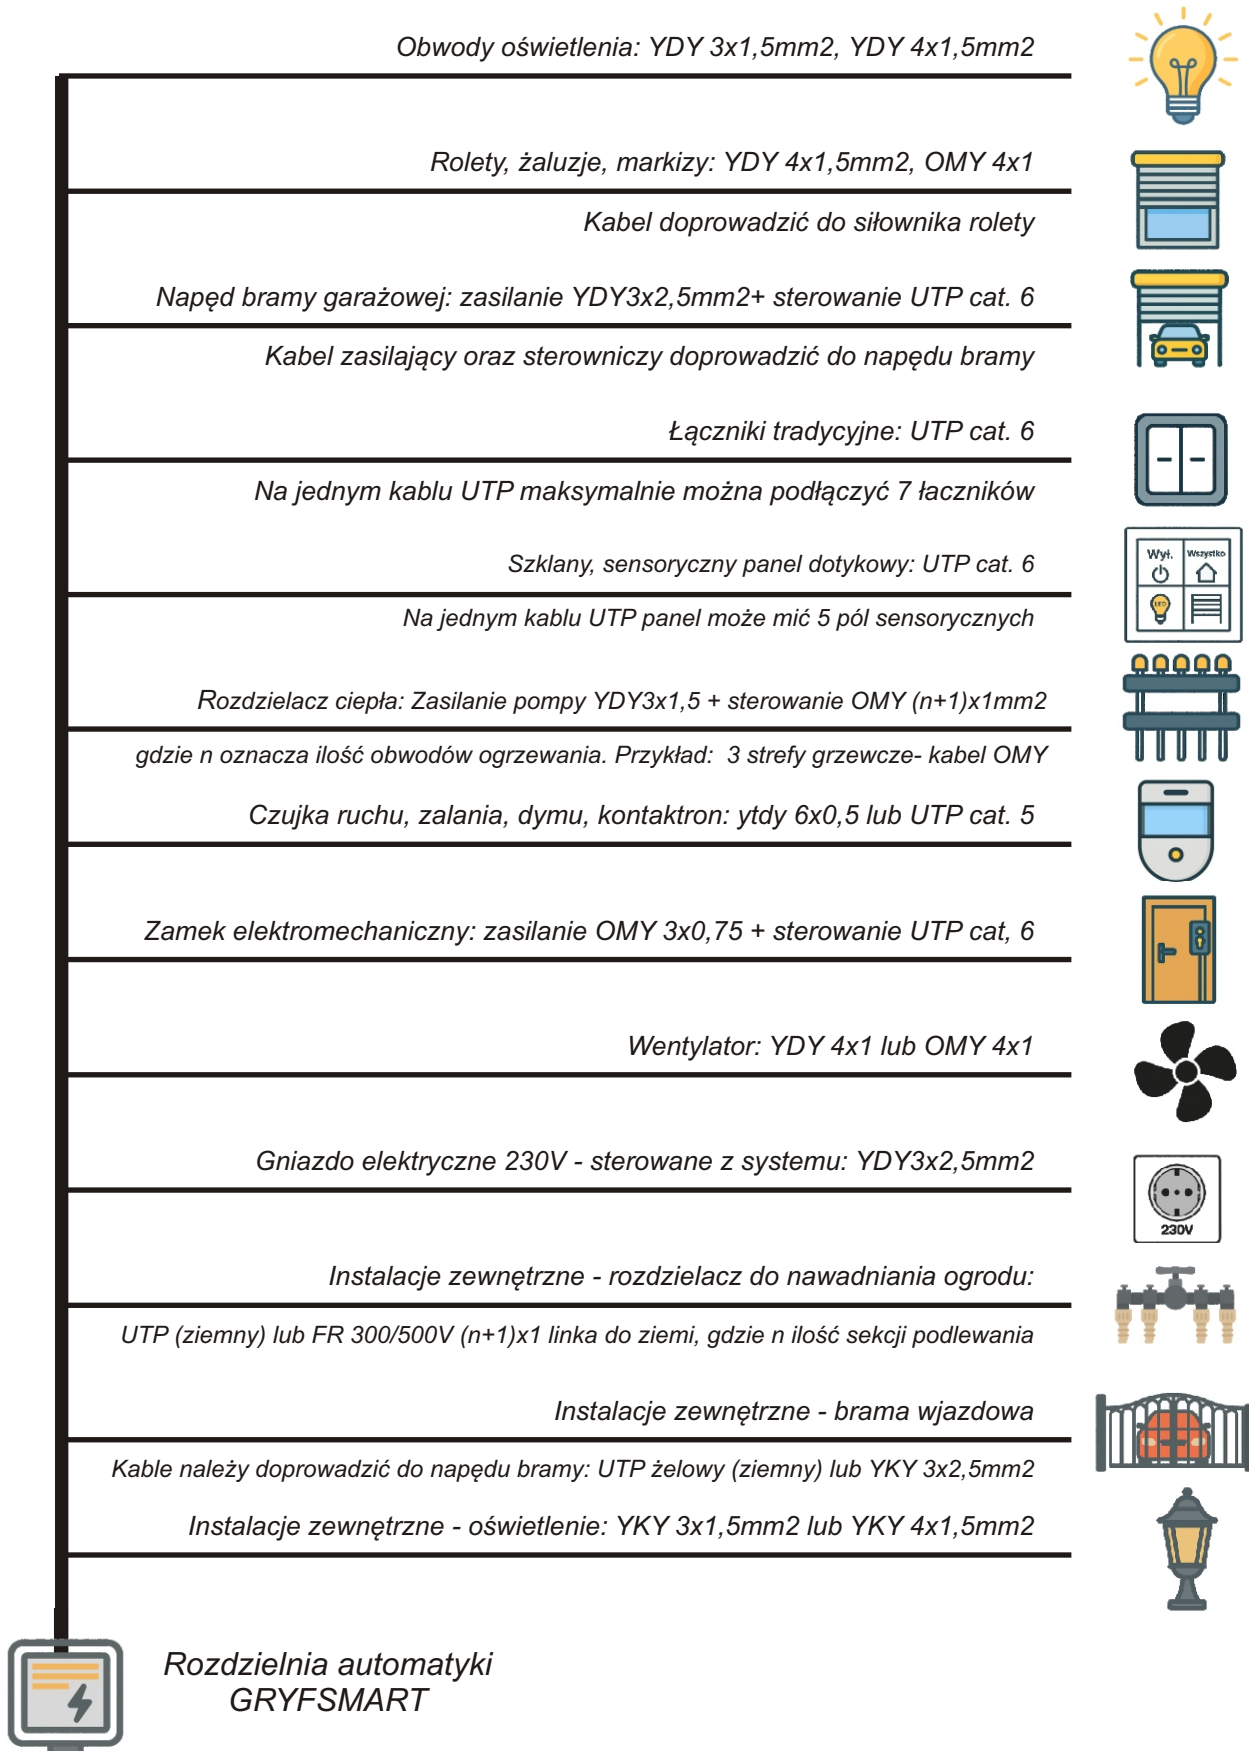 Obwody oświetlenia: YDY 3x1,5mm2, YDY 4x1,5mm2
Rolety, żaluzje, markizy: YDY 4x1,5mm2, OMY 4x1
Kabel doprowadzić do siłownika rolety
Napęd bramy garażowej: zasilanie YDY3x2,5mm2+ sterowanie UTP cat. 6
Kabel zasilający oraz sterowniczy doprowadzić do napędu bramy
Łączniki tradycyjne: UTP cat. 6
Na jednym kablu UTP maksymalnie można podłączyć 7 łaczników
Szklany, sensoryczny panel dotykowy: UTP cat. 6
Wył. Wszystko
LED
Na jednym kablu UTP panel może mić 5 pól sensorycznych
Rozdzielacz ciepła: Zasilanie pompy YDY3x1,5 + sterowanie OMY (n+1)x1mm2
gdzie n oznacza ilość obwodów ogrzewania. Przykład: 3 strefy grzewcze- kabel OMY
Czujka ruchu, zalania, dymu, kontaktron: ytdy 6x0,5 lub UTP cat. 5
Zamek elektromechaniczny: zasilanie OMY 3x0,75 + sterowanie UTP cat, 6
Wentylator: YDY 4x1 lub OMY 4x1
Gniazdo elektryczne 230V - sterowane z systemu: YDY3x2,5mm2
230V
Instalacje zewnętrzne - rozdzielacz do nawadniania ogrodu:
UTP (ziemny) lub FR 300/500V (n+1)x1 linka do ziemi, gdzie n ilość sekcji podlewania
Instalacje zewnętrzne - brama wjazdowa
Kable należy doprowadzić do napędu bramy: UTP żelowy (ziemny) lub YKY 3x2,5mm2
Instalacje zewnętrzne - oświetlenie: YKY 3x1,5mm2 lub YKY 4x1,5mm2
Rozdzielnia automatyki
GRYFSMART